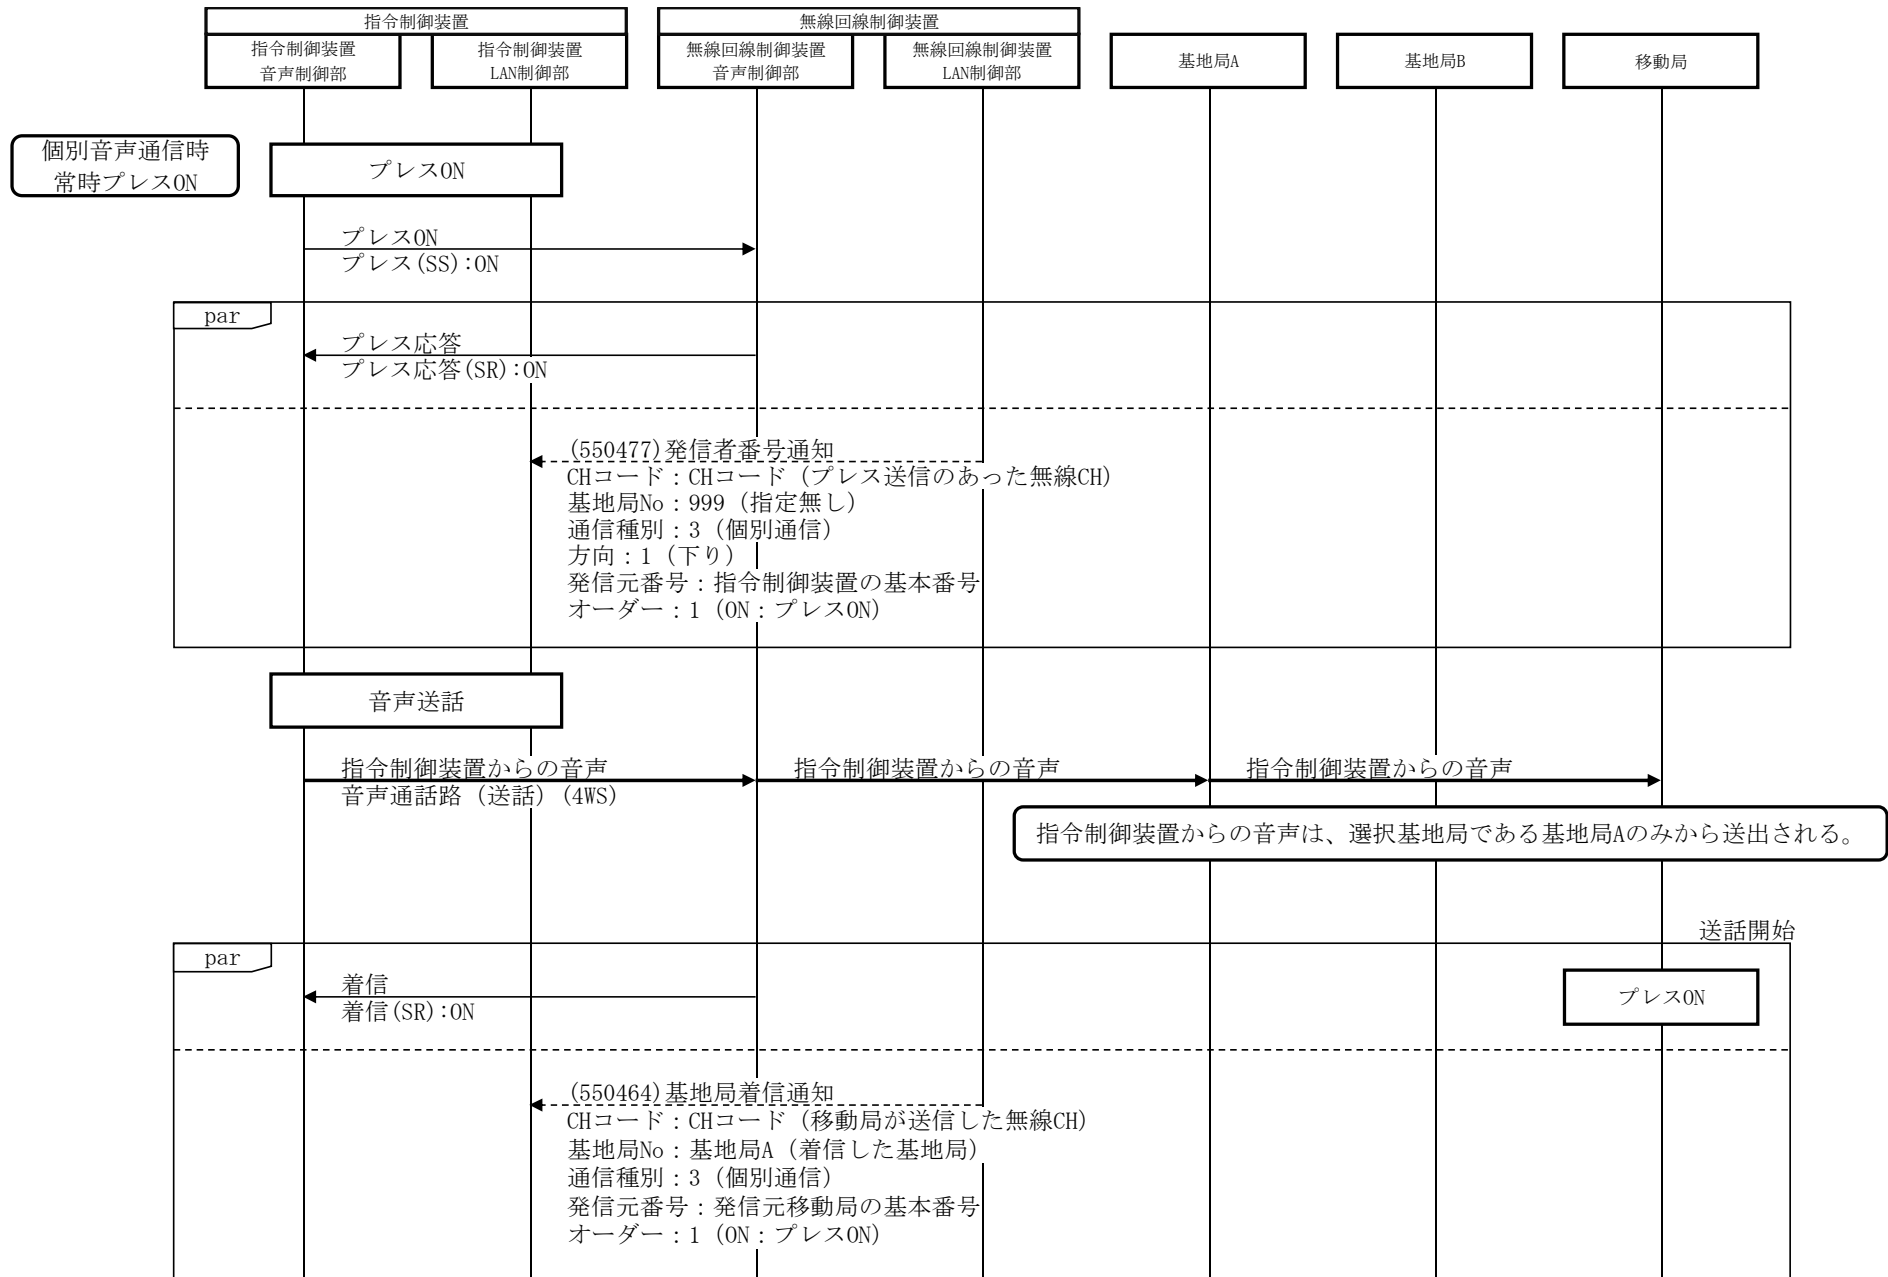 指令制御装置
無線回線制御装置
指令制御装置
音声制御部
指令制御装置
LAN制御部
無線回線制御装置
音声制御部
無線回線制御装置
LAN制御部
基地局A
基地局B
移動局
個別音声通信時
常時プレスON
プレスON
プレスON
プレス(SS):ON
par
プレス応答
プレス応答(SR):ON
(550477)発信者番号通知
CHコード：CHコード（プレス送信のあった無線CH）
基地局No：999（指定無し）
通信種別：3（個別通信）
方向：1（下り）
発信元番号：指令制御装置の基本番号
オーダー：1（ON：プレスON）
音声送話
指令制御装置からの音声
音声通話路（送話）(4WS)
指令制御装置からの音声
指令制御装置からの音声
指令制御装置からの音声は、選択基地局である基地局Aのみから送出される。
送話開始
par
着信
着信(SR):ON
プレスON
(550464)基地局着信通知
CHコード：CHコード（移動局が送信した無線CH）
基地局No：基地局A（着信した基地局）
通信種別：3（個別通信）
発信元番号：発信元移動局の基本番号
オーダー：1（ON：プレスON）